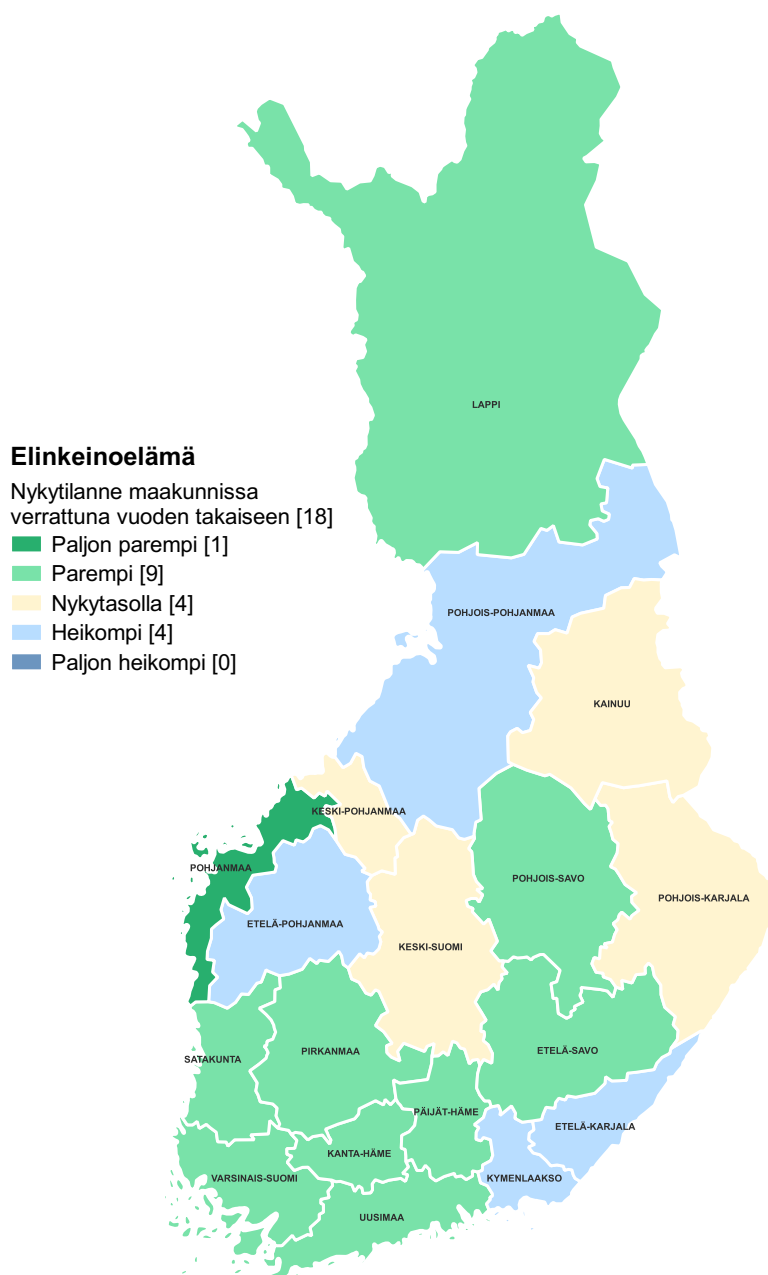 LAPPI
Elinkeinoelämä
Nykytilanne maakunnissa
verrattuna vuoden takaiseen [18]
Paljon parempi [1]
Parempi [9]
Nykytasolla [4]
Heikompi [4]
Paljon heikompi [0]
POHJOIS-POHJANMAA
KAINUU
KESKI-POHJANMAA
POHJANMAA
POHJOIS-SAVO
POHJOIS-KARJALA
ETELÄ-POHJANMAA
KESKI-SUOMI
SATAKUNTA
PIRKANMAA
ETELÄ-SAVO
PÄIJÄT-HÄME
ETELÄ-KARJALA
KANTA-HÄME
VARSINAIS-SUOMI
KYMENLAAKSO
UUSIMAA